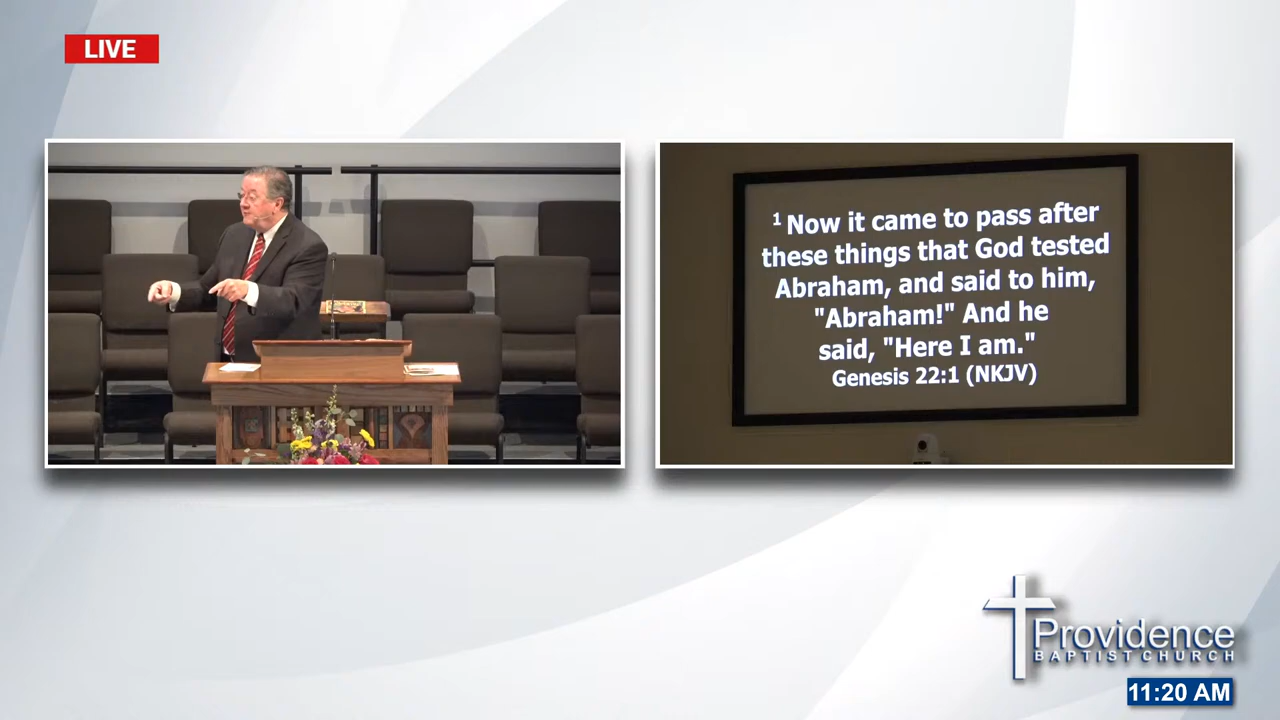 LIVE
1 Now it came to pass after
these things that God tested
Abraham, and said to him,
"Abraham!" And he
said, "Here I am."
Genesis 22:1 (NKJV)
Providence
BAPTIST CHURCH
11:20 AM